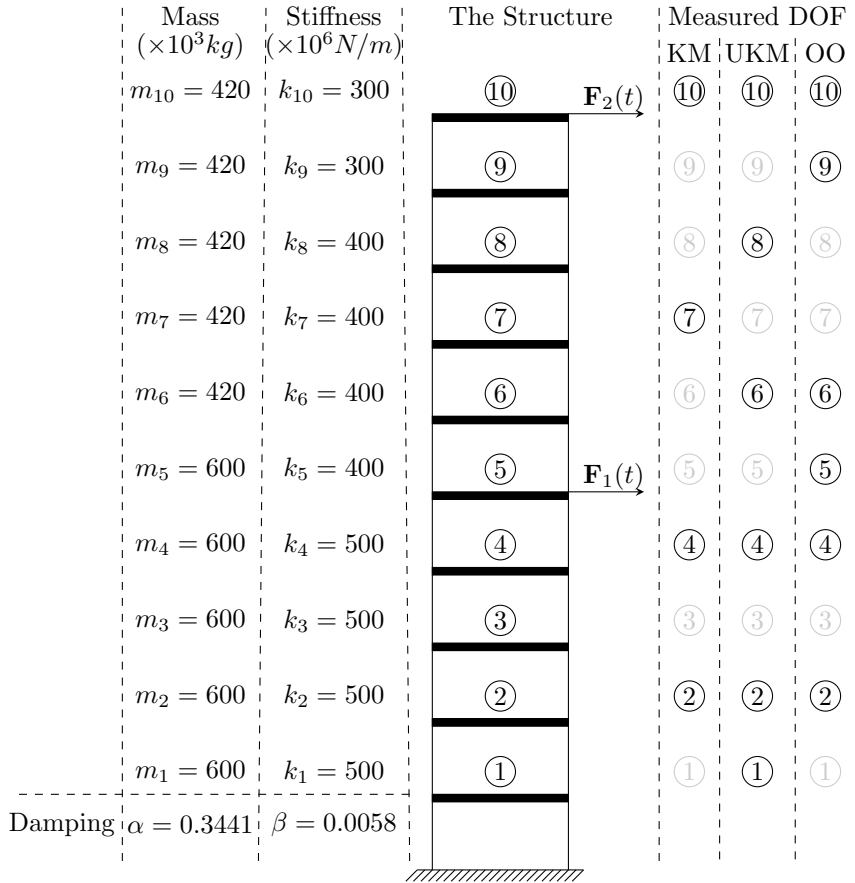 Mass Stiffness The Structure Measured DOF
(×10³kg) (×10⁶N/m) KM UKM OO
m₁₀ = 420 k₁₀ = 300 10 F₂(t) 10 10 10
m₉ = 420 k₉ = 300 9 9 9 9
m₈ = 420 k₈ = 400 8 8 8 8
m₇ = 420 k₇ = 400 7 7 7 7
m₆ = 420 k₆ = 400 6 6 6 6
m₅ = 600 k₅ = 400 5 F₁(t) 5 5 5
m₄ = 600 k₄ = 500 4 4 4 4
m₃ = 600 k₃ = 500 3 3 3 3
m₂ = 600 k₂ = 500 2 2 2 2
m₁ = 600 k₁ = 500 1 1 1 1
Damping α = 0.3441 β = 0.0058